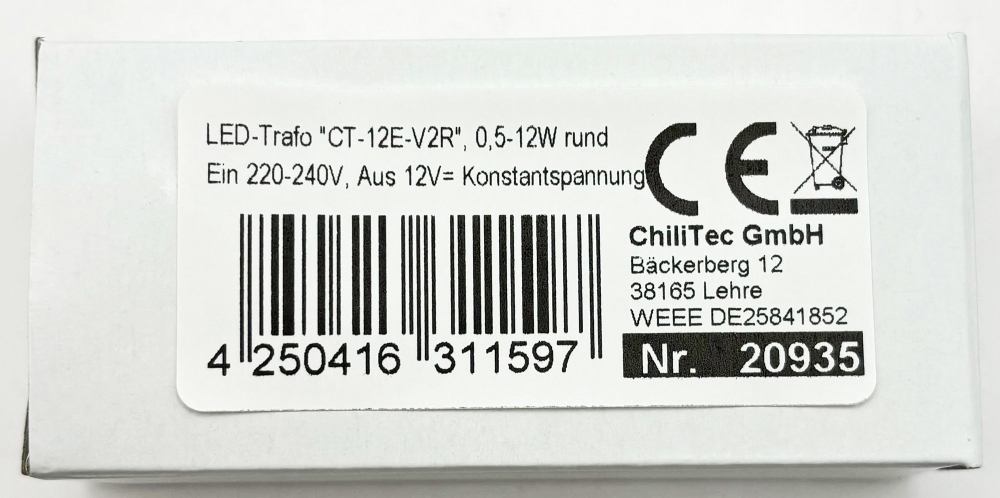 LED-Trafo "CT-12E-V2R", 0,5-12W rund
Ein 220-240V, Aus 12V= Konstantspannung
CE
ChiliTec GmbH
Bäckerberg 12
38165 Lehre
WEEE DE25841852
Nr. 20935
4 250416 311597